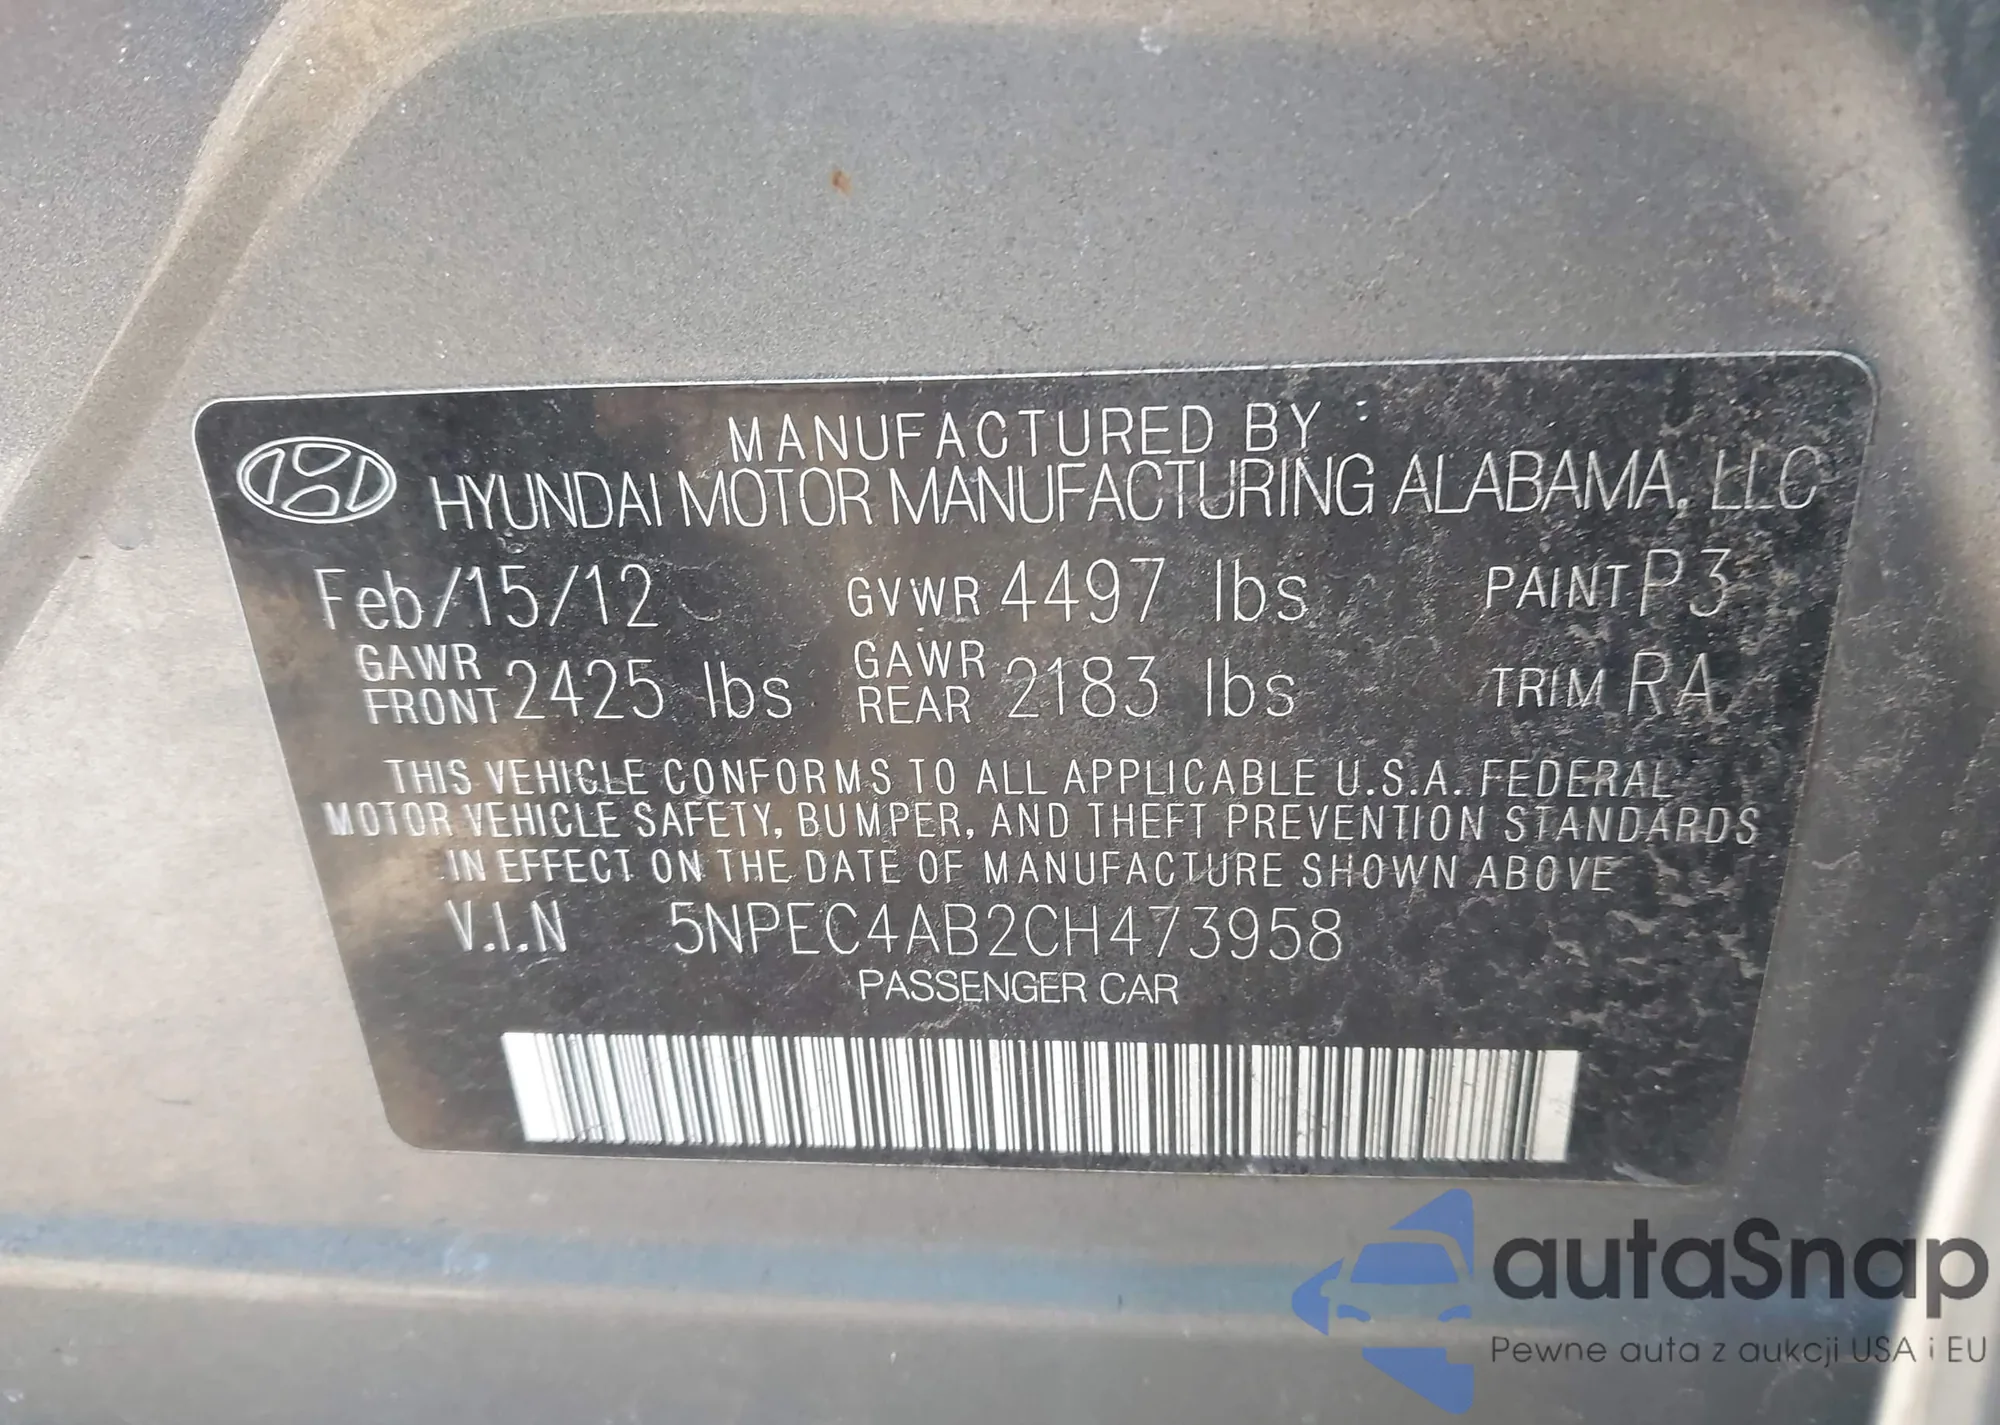 MANUFACTURED BY :
HYUNDAI MOTOR MANUFACTURING ALABAMA, LLC
Feb/15/12 GVWR 4497 lbs PAINT P3
GAWR FRONT 2425 lbs GAWR REAR 2183 lbs TRIM RA
THIS VEHICLE CONFORMS TO ALL APPLICABLE U.S.A. FEDERAL
MOTOR VEHICLE SAFETY, BUMPER, AND THEFT PREVENTION STANDARDS
IN EFFECT ON THE DATE OF MANUFACTURE SHOWN ABOVE
V.I.N 5NPEC4AB2CH473958
PASSENGER CAR
autaSnap
Pewne auta z aukcji USA i EU